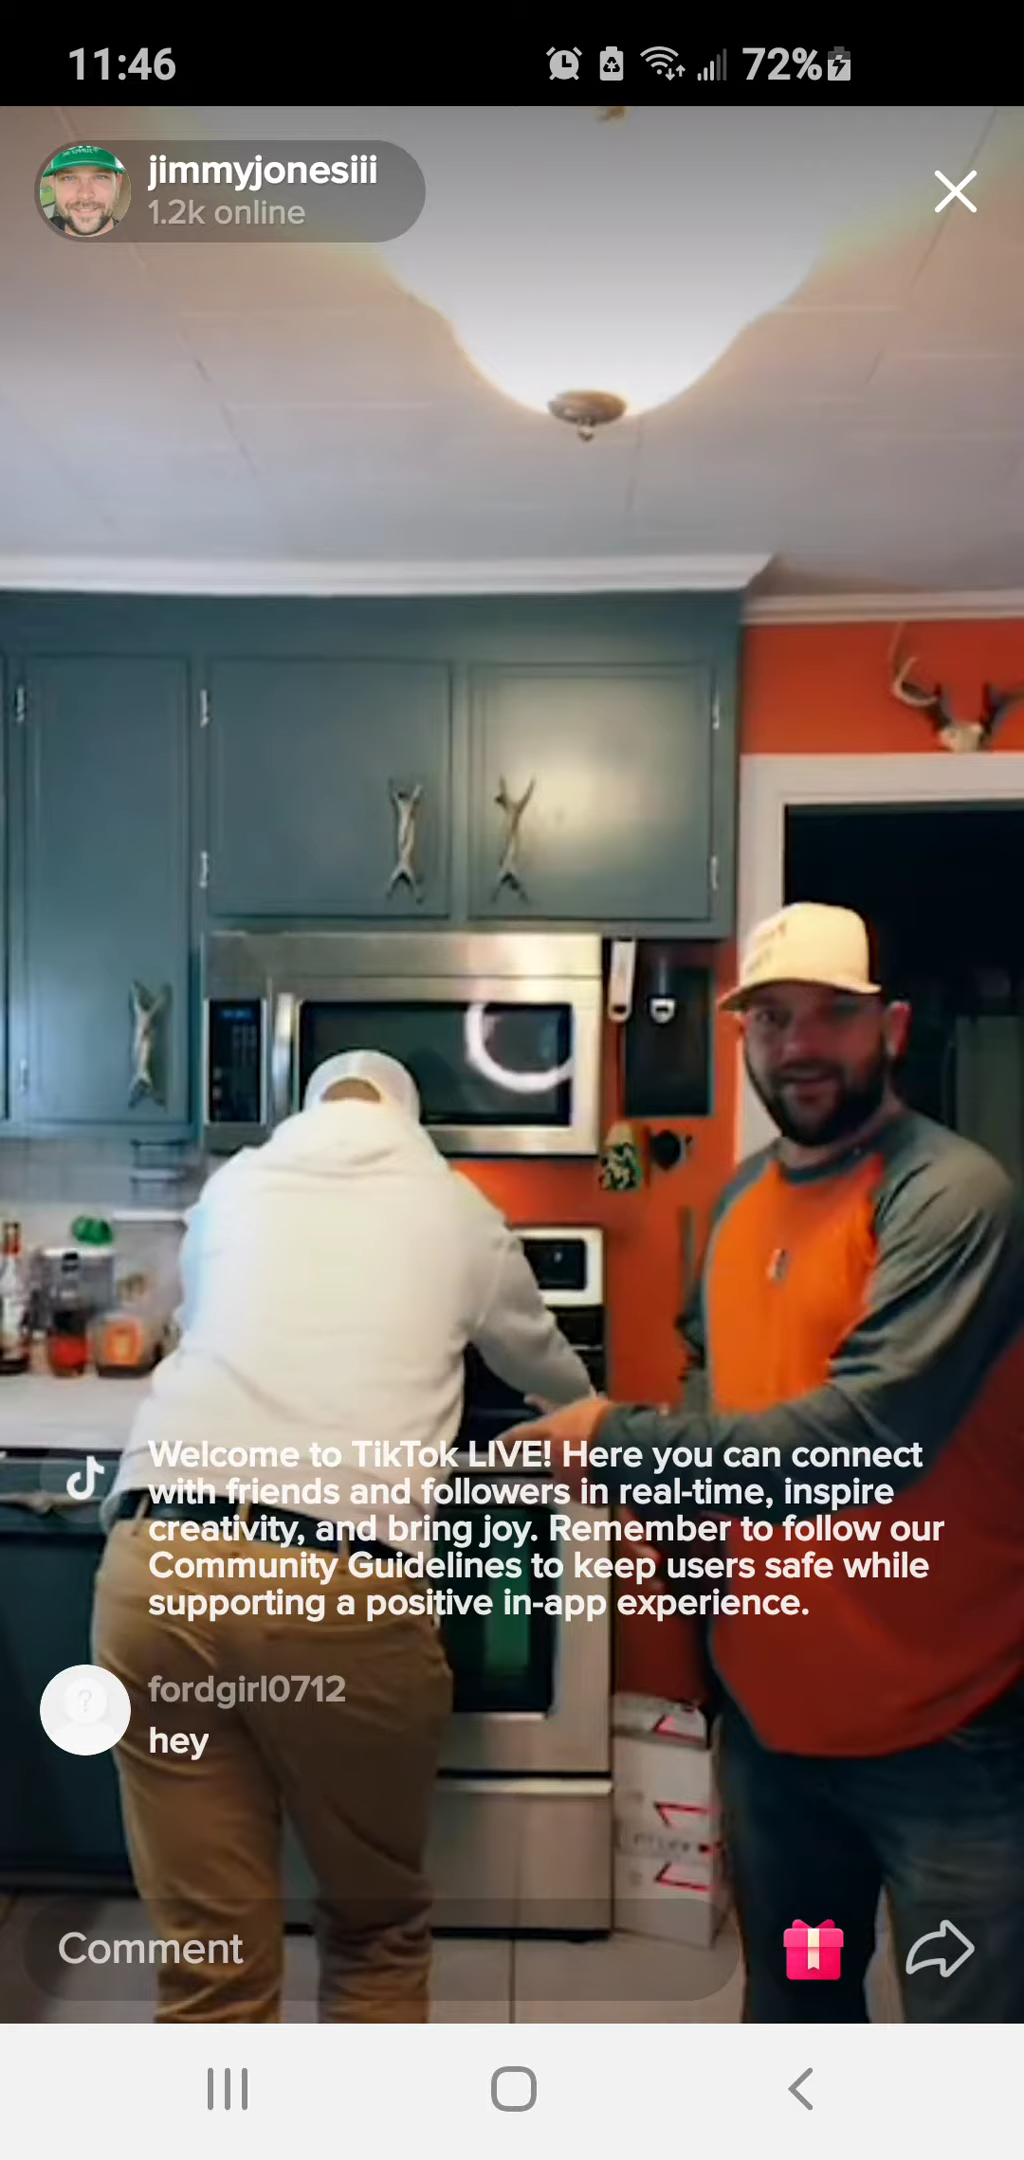 11:46
72%
jimmyjonesiii
1.2k online
Welcome to TikTok LIVE! Here you can connect
with friends and followers in real-time, inspire
creativity, and bring joy. Remember to follow our
Community Guidelines to keep users safe while
supporting a positive in-app experience.
fordgirl0712
hey
Comment